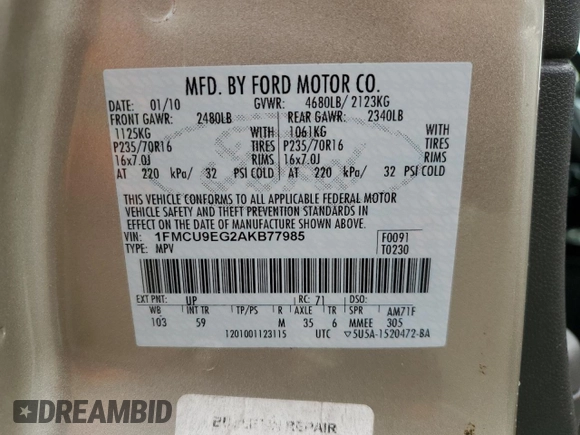 MFD. BY FORD MOTOR CO.
DATE: 01/10 GVWR: 4680LB/ 2123KG
FRONT GAWR: 2480LB REAR GAWR: 2340LB
1125KG WITH 1061KG WITH
P235/70R16 TIRES P235/70R16 TIRES
16x7.0J RIMS 16x7.0J RIMS
AT 220 kPa/ 32 PSI COLD AT 220 kPa/ 32 PSI COLD
THIS VEHICLE CONFORMS TO ALL APPLICABLE FEDERAL MOTOR
VEHICLE SAFETY AND THEFT PREVENTION STANDARDS IN
EFFECT ON THE DATE OF MANUFACTURE SHOWN ABOVE.
VIN: 1FMCU9EG2AKB77985 F0091
TYPE: MPV T0230
EXT PNT: UP RC: 71 DSO:
WB INT TR TP/PS R AXLE TR SPR AM71F
103 59 M 35 6 MMEE 305
1201001123115 UTC ▽5U5A-1520472-BA
REPAIR
DREAMBID